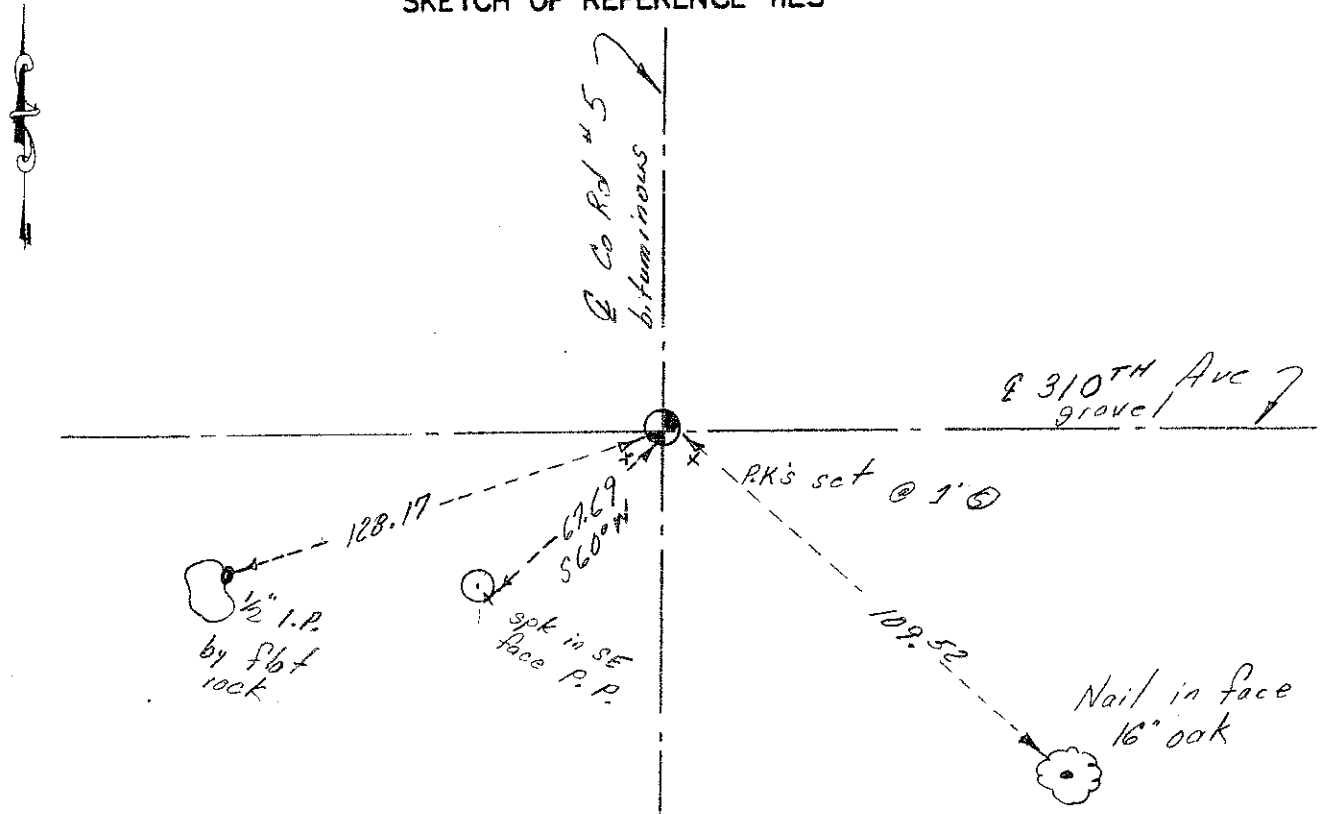 SKETCH OF REFERENCE TIES
℄ Co Rd # 5
bituminous
℄ 310TH Ave
gravel
P.K's set @ 1'
128.17
67.69
S60°W
109.52
1/2" I.P.
by flat
rock
spk in SE
face P.P.
Nail in face
16" oak